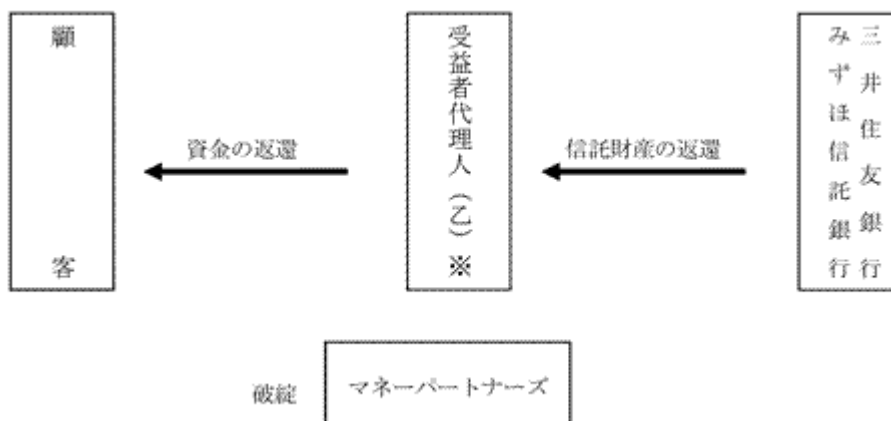 顧客
資金の返還
受益者代理人(乙)※
信託財産の返還
三井住友銀行
みずほ信託銀行
破綻
マネーパートナーズ